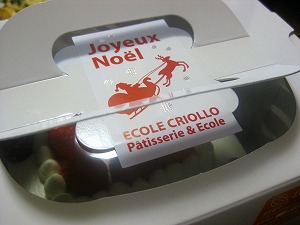 Joyeux
Noël
ECOLE CRIOLLO
Pâtisserie & Ecole